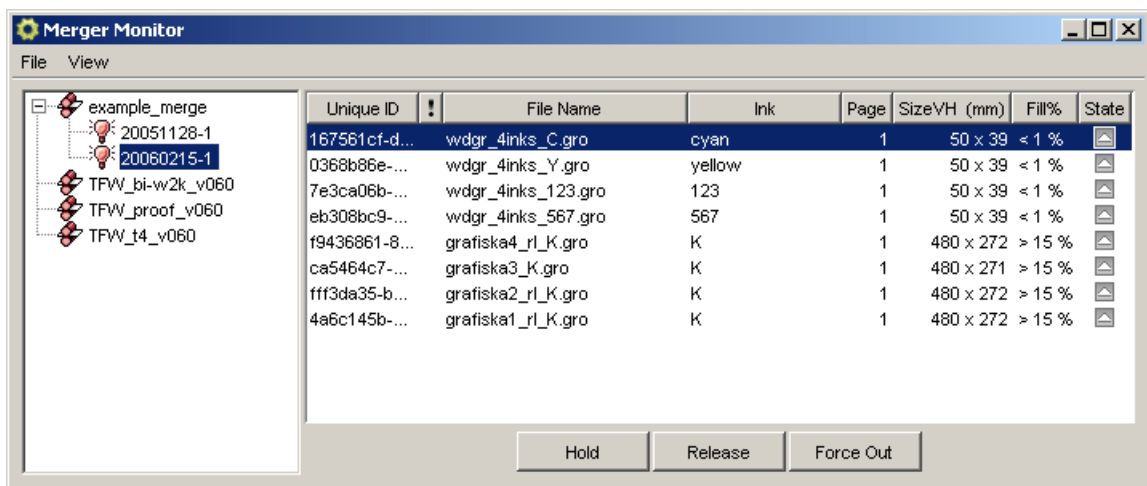 Merger Monitor
File View
example_merge
20051128-1
20060215-1
TFW_bi-w2k_v060
TFW_proof_v060
TFW_t4_v060
Unique ID ! File Name Ink Page SizeVH (mm) Fill% State
167561cf-d... wdgr_4inks_C.gro cyan 1 50 x 39 < 1 %
0368b86e-... wdgr_4inks_Y.gro yellow 1 50 x 39 < 1 %
7e3ca06b-... wdgr_4inks_123.gro 123 1 50 x 39 < 1 %
eb308bc9-... wdgr_4inks_567.gro 567 1 50 x 39 < 1 %
f9436861-8... grafiska4_rl_K.gro K 1 480 x 272 > 15 %
ca5464c7-... grafiska3_K.gro K 1 480 x 271 > 15 %
fff3da35-b... grafiska2_rl_K.gro K 1 480 x 272 > 15 %
4a6c145b-... grafiska1_rl_K.gro K 1 480 x 272 > 15 %
Hold Release Force Out